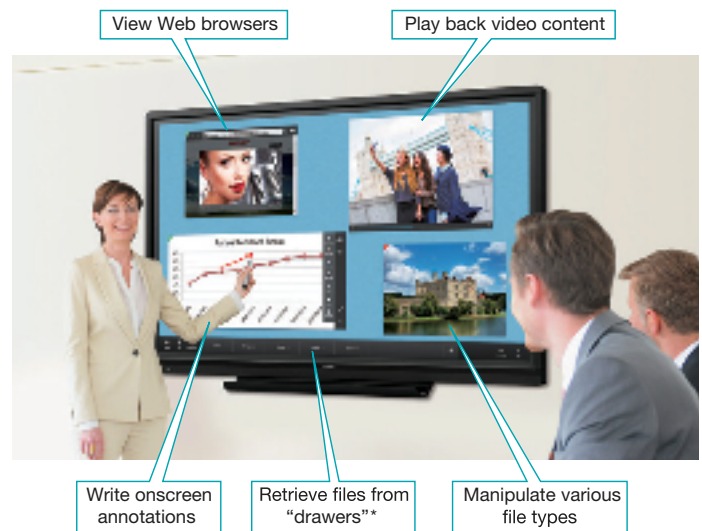 View Web browsers
Play back video content
Write onscreen
annotations
Retrieve files from
“drawers”*
Manipulate various
file types